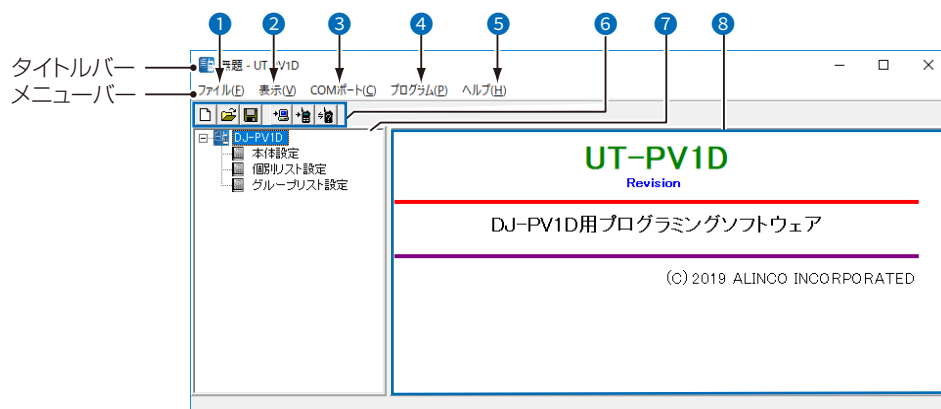 1 2 3 4 5 6 7 8
タイトルバー
無題 - UT-PV1D
メニューバー
ファイル(F) 表示(V) COMポート(C) プログラム(P) ヘルプ(H)
DJ-PV1D
本体設定
個別リスト設定
グループリスト設定
UT-PV1D
Revision
DJ-PV1D用プログラミングソフトウェア
(C) 2019 ALINCO INCORPORATED